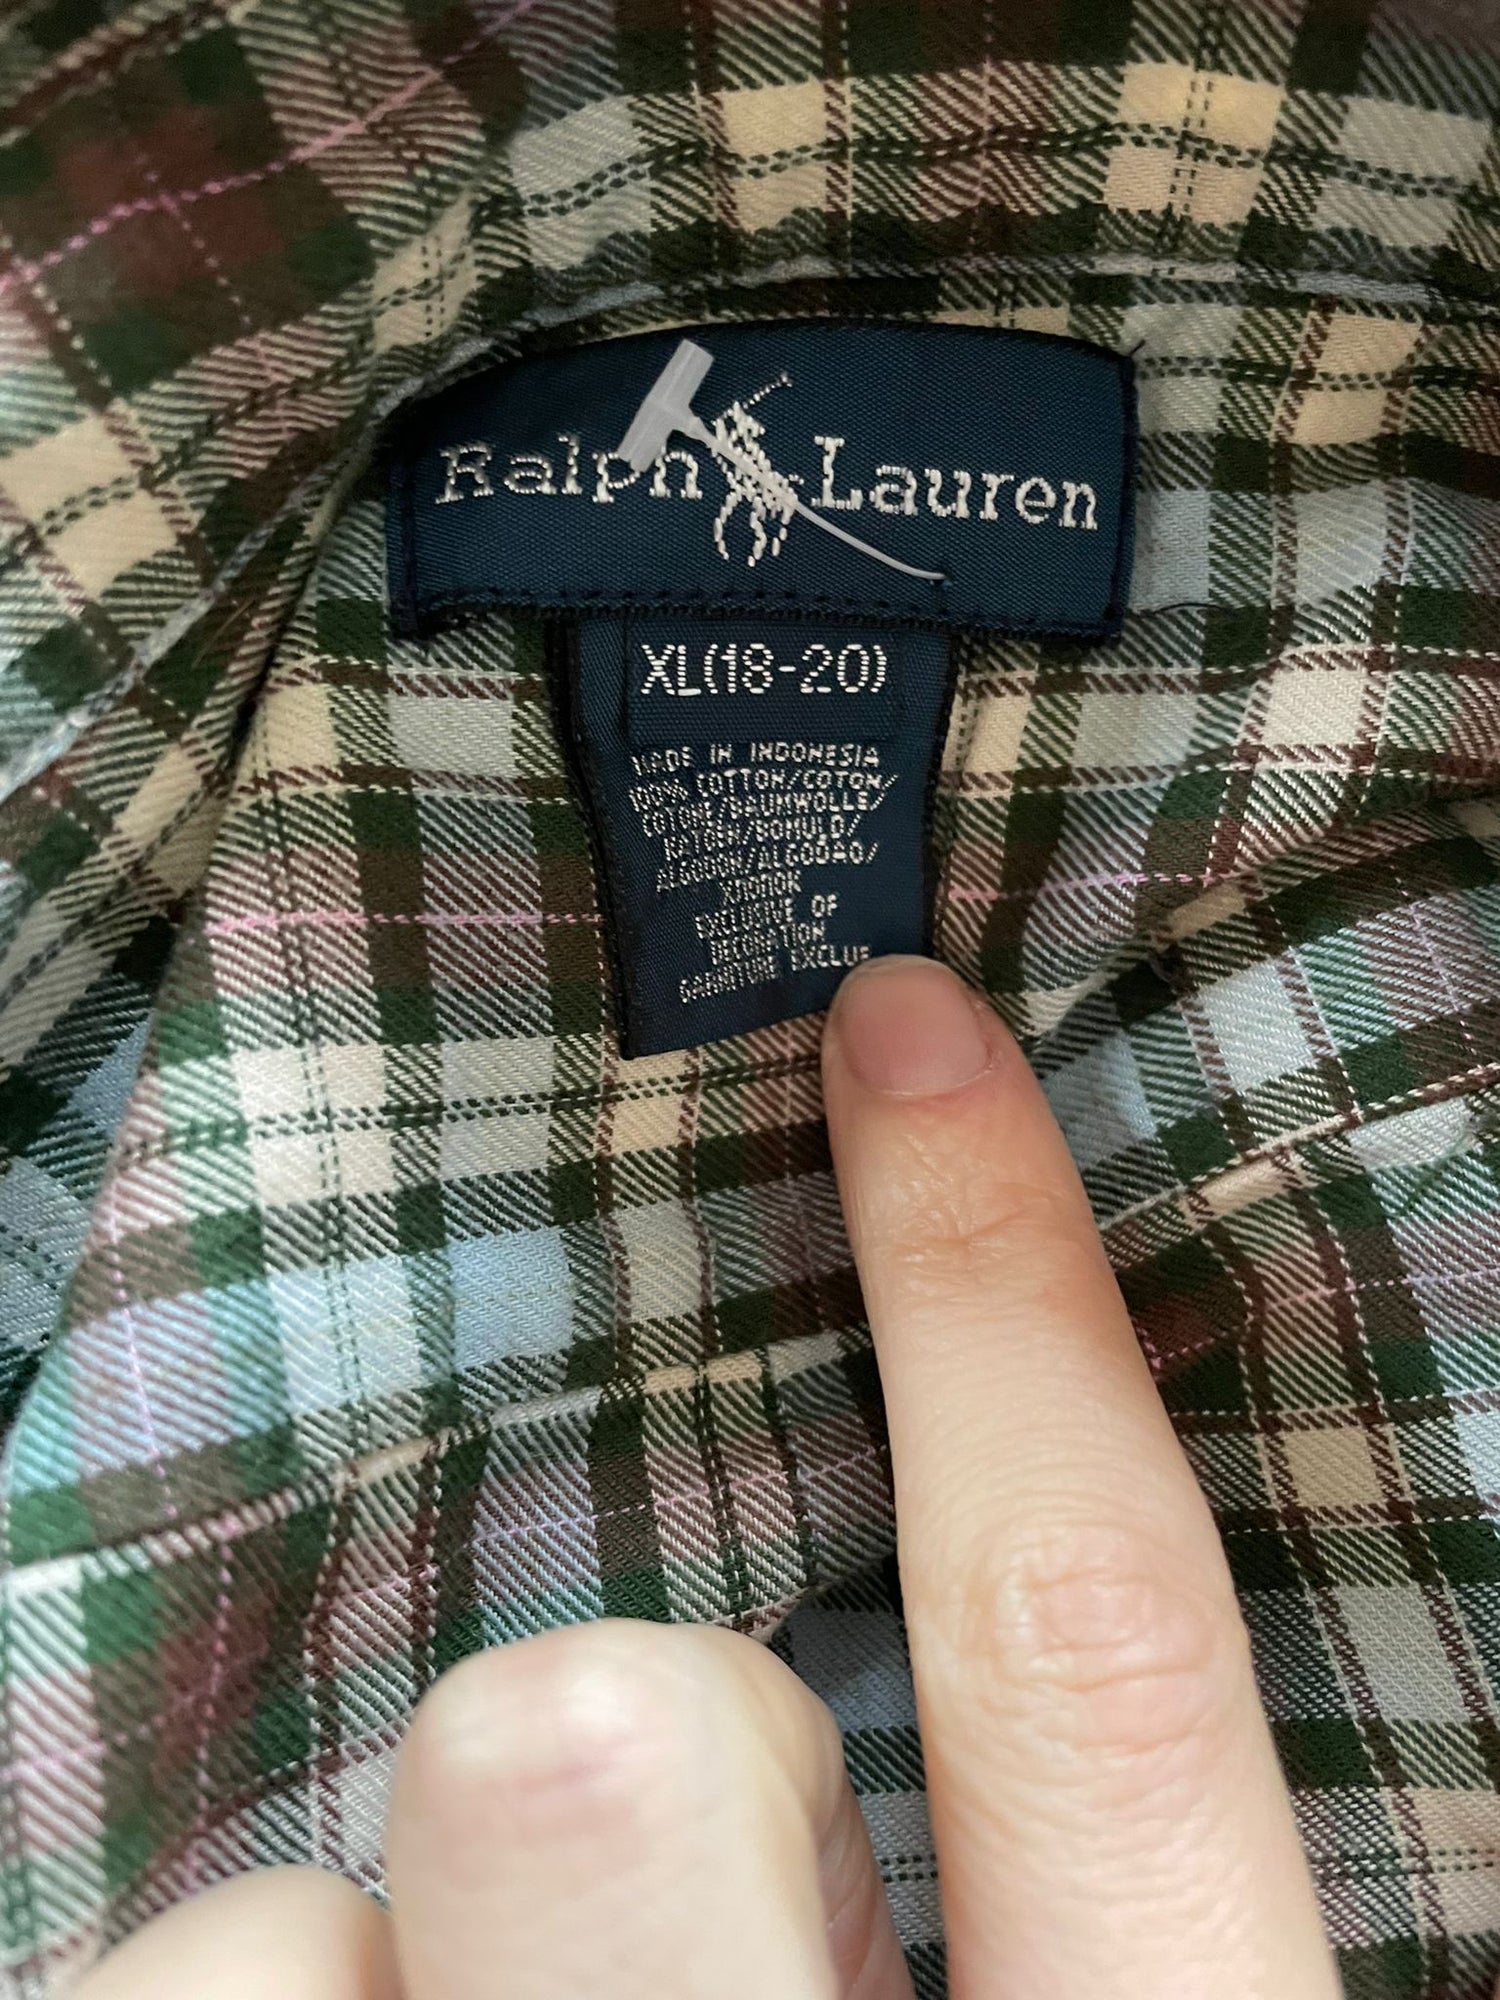 Ralph Lauren
XL(18-20)
MADE IN INDONESIA
100% COTTON/COTON/
COTONE/BAUMWOLLE/
KATOEN/BOMULD/
ALGODON/ALGODAO/
EXCLUSIVE OF
DECORATION
GARNITURE EXCLUE